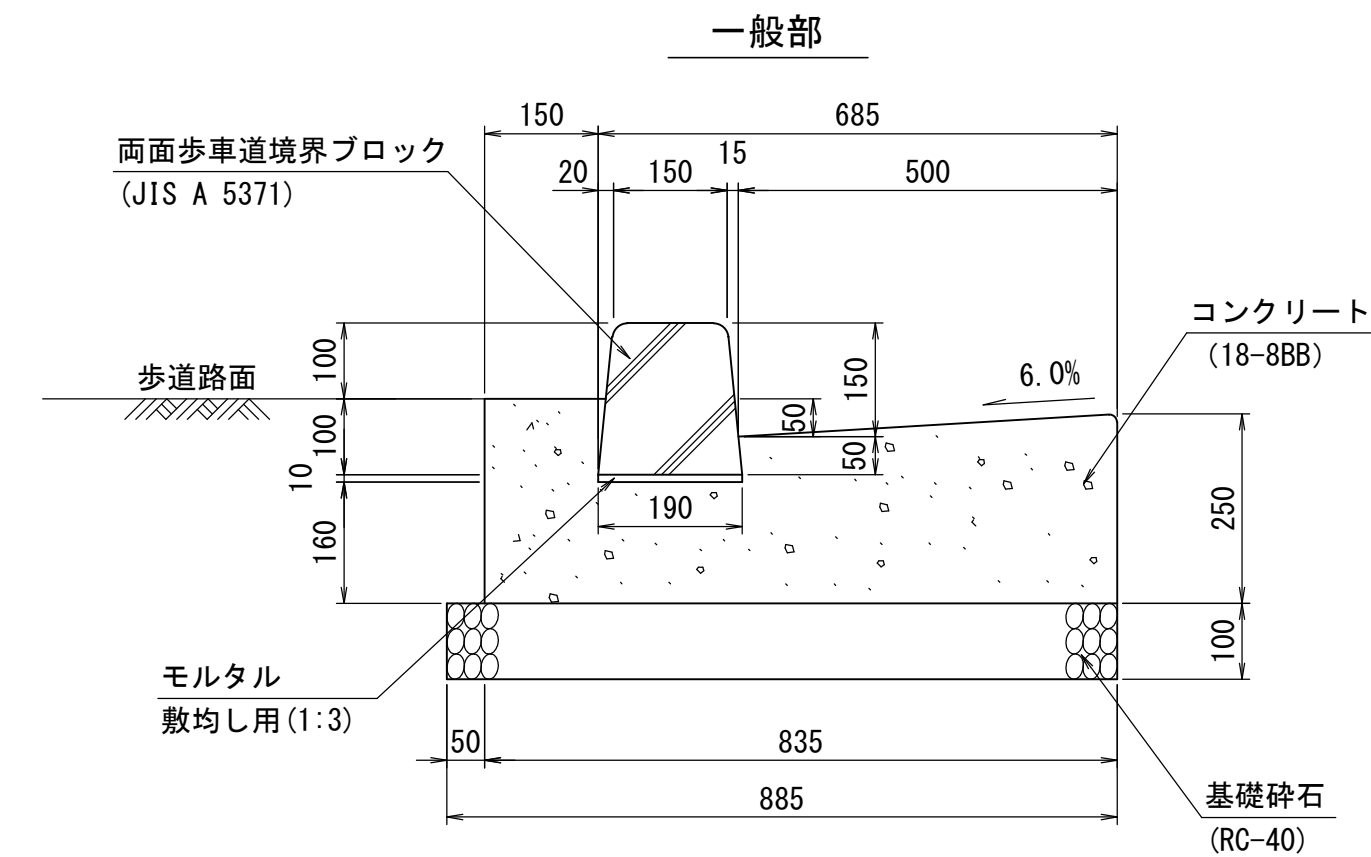 一般部
150
685
両面歩車道境界ブロック
(JIS A 5371)
20
150
15
500
コンクリート
(18-8BB)
歩道路面
100
150
50
6.0%
100
10
50
190
160
250
100
モルタル
敷均し用(1:3)
50
835
885
基礎砕石
(RC-40)